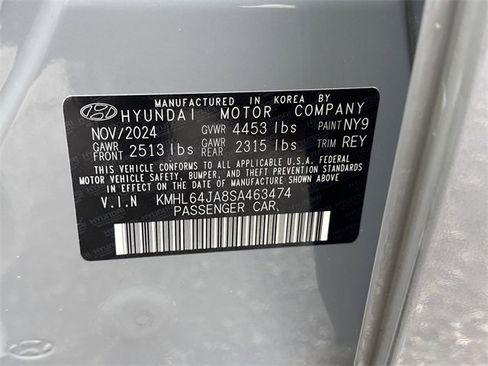 MANUFACTURED IN KOREA BY
HYUNDAI MOTOR COMPANY
NOV/2024 GVWR 4453 lbs PAINT NY9
GAWR FRONT 2513 lbs GAWR REAR 2315 lbs TRIM REY
THIS VEHICLE CONFORMS TO ALL APPLICABLE U.S.A. FEDERAL
MOTOR VEHICLE SAFETY, BUMPER, AND THEFT PREVENTION STANDARDS
IN EFFECT ON THE DATE OF MANUFACTURE SHOWN ABOVE.
V.I.N KMHL64JA8SA463474
PASSENGER CAR.